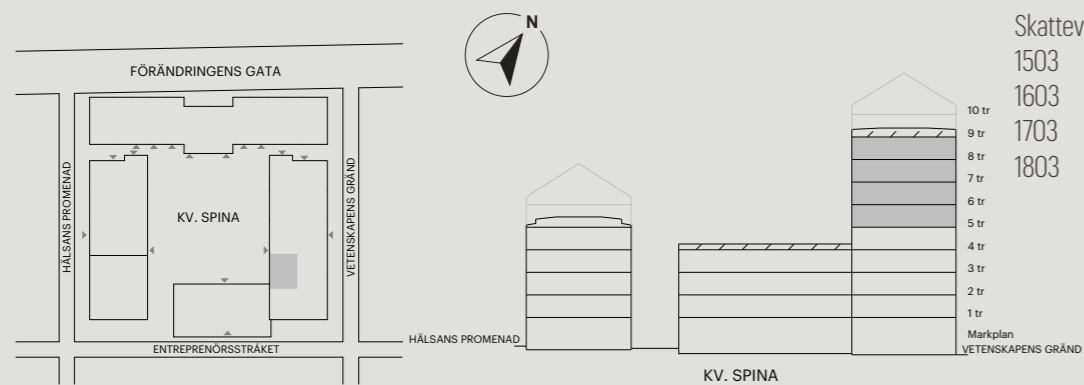 FÖRÄNDRINGENS GATA
HÄLSANS PROMENAD
KV. SPINA
VETENSKAPENS GRÄND
ENTREPRENÖRSSTRÅKET
N
HÄLSANS PROMENAD
10 tr
9 tr
8 tr
7 tr
6 tr
5 tr
4 tr
3 tr
2 tr
1 tr
Markplan
VETENSKAPENS GRÄND
KV. SPINA
Skattev
1503
1603
1703
1803